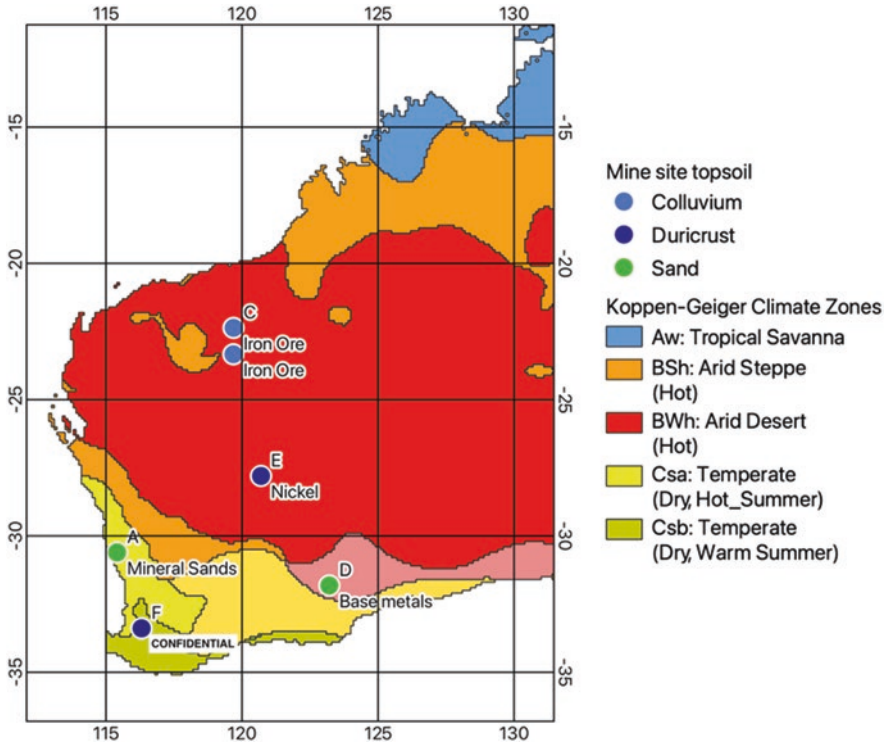 115 120 125 130
-15 -15
-20 -20
C
Iron Ore
Iron Ore
-25 -25
E
Nickel
-30 -30
A
Mineral Sands
D
Base metals
F
CONFIDENTIAL
-35 -35
115 120 125 130
Mine site topsoil
Colluvium
Duricrust
Sand
Koppen-Geiger Climate Zones
Aw: Tropical Savanna
BSh: Arid Steppe
(Hot)
BWh: Arid Desert
(Hot)
Csa: Temperate
(Dry, Hot_Summer)
Csb: Temperate
(Dry, Warm Summer)